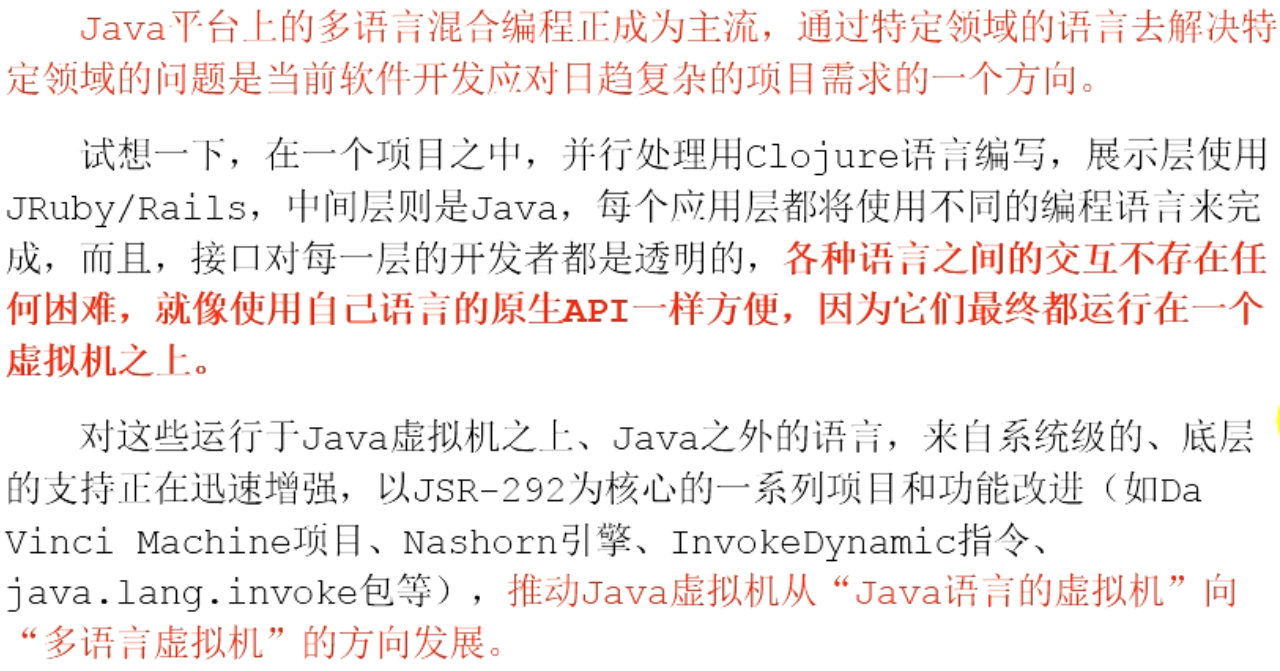 Java平台上的多语言混合编程正成为主流，通过特定领域的语言去解决特
定领域的问题是当前软件开发应对日趋复杂的项目需求的一个方向。
试想一下，在一个项目之中，并行处理用Clojure语言编写，展示层使用
JRuby/Rails，中间层则是Java，每个应用层都将使用不同的编程语言来完
成，而且，接口对每一层的开发者都是透明的，各种语言之间的交互不存在任
何困难，就像使用自己语言的原生API一样方便，因为它们最终都运行在一个
虚拟机之上。
对这些运行于Java虚拟机之上、Java之外的语言，来自系统级的、底层
的支持正在迅速增强，以JSR-292为核心的一系列项目和功能改进（如Da
Vinci Machine项目、Nashorn引擎、InvokeDynamic指令、
java.lang.invoke包等），推动Java虚拟机从“Java语言的虚拟机”向
“多语言虚拟机”的方向发展。